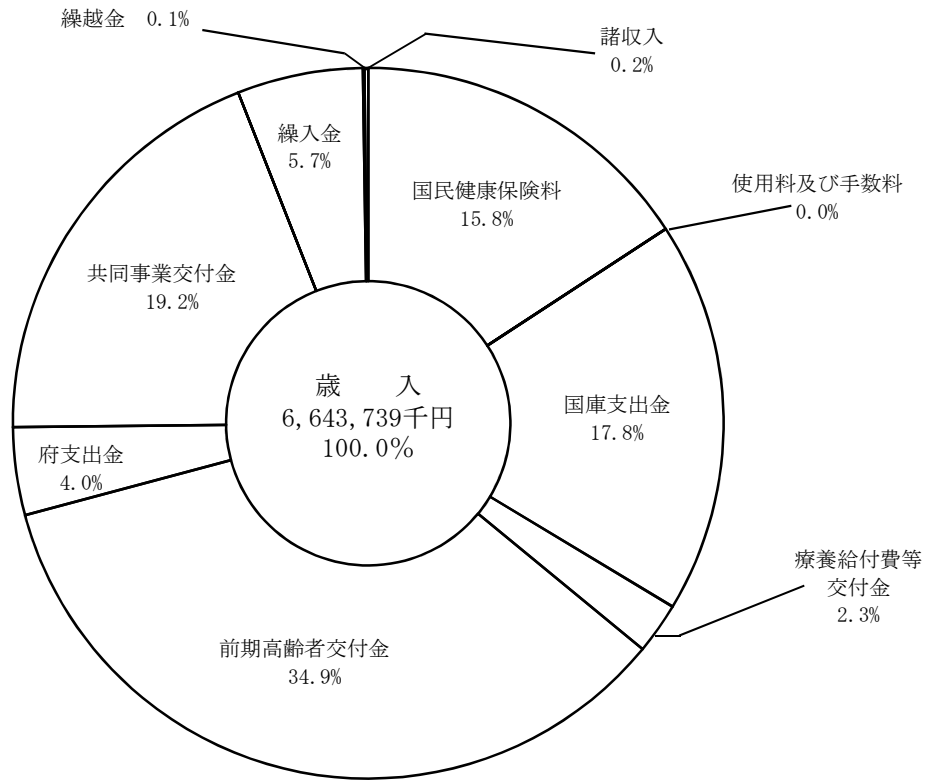 繰越金　0.1%
諸収入
0.2%
繰入金
5.7%
国民健康保険料
15.8%
使用料及び手数料
0.0%
共同事業交付金
19.2%
歳　　入
6,643,739千円
100.0%
国庫支出金
17.8%
府支出金
4.0%
療養給付費等
交付金
2.3%
前期高齢者交付金
34.9%